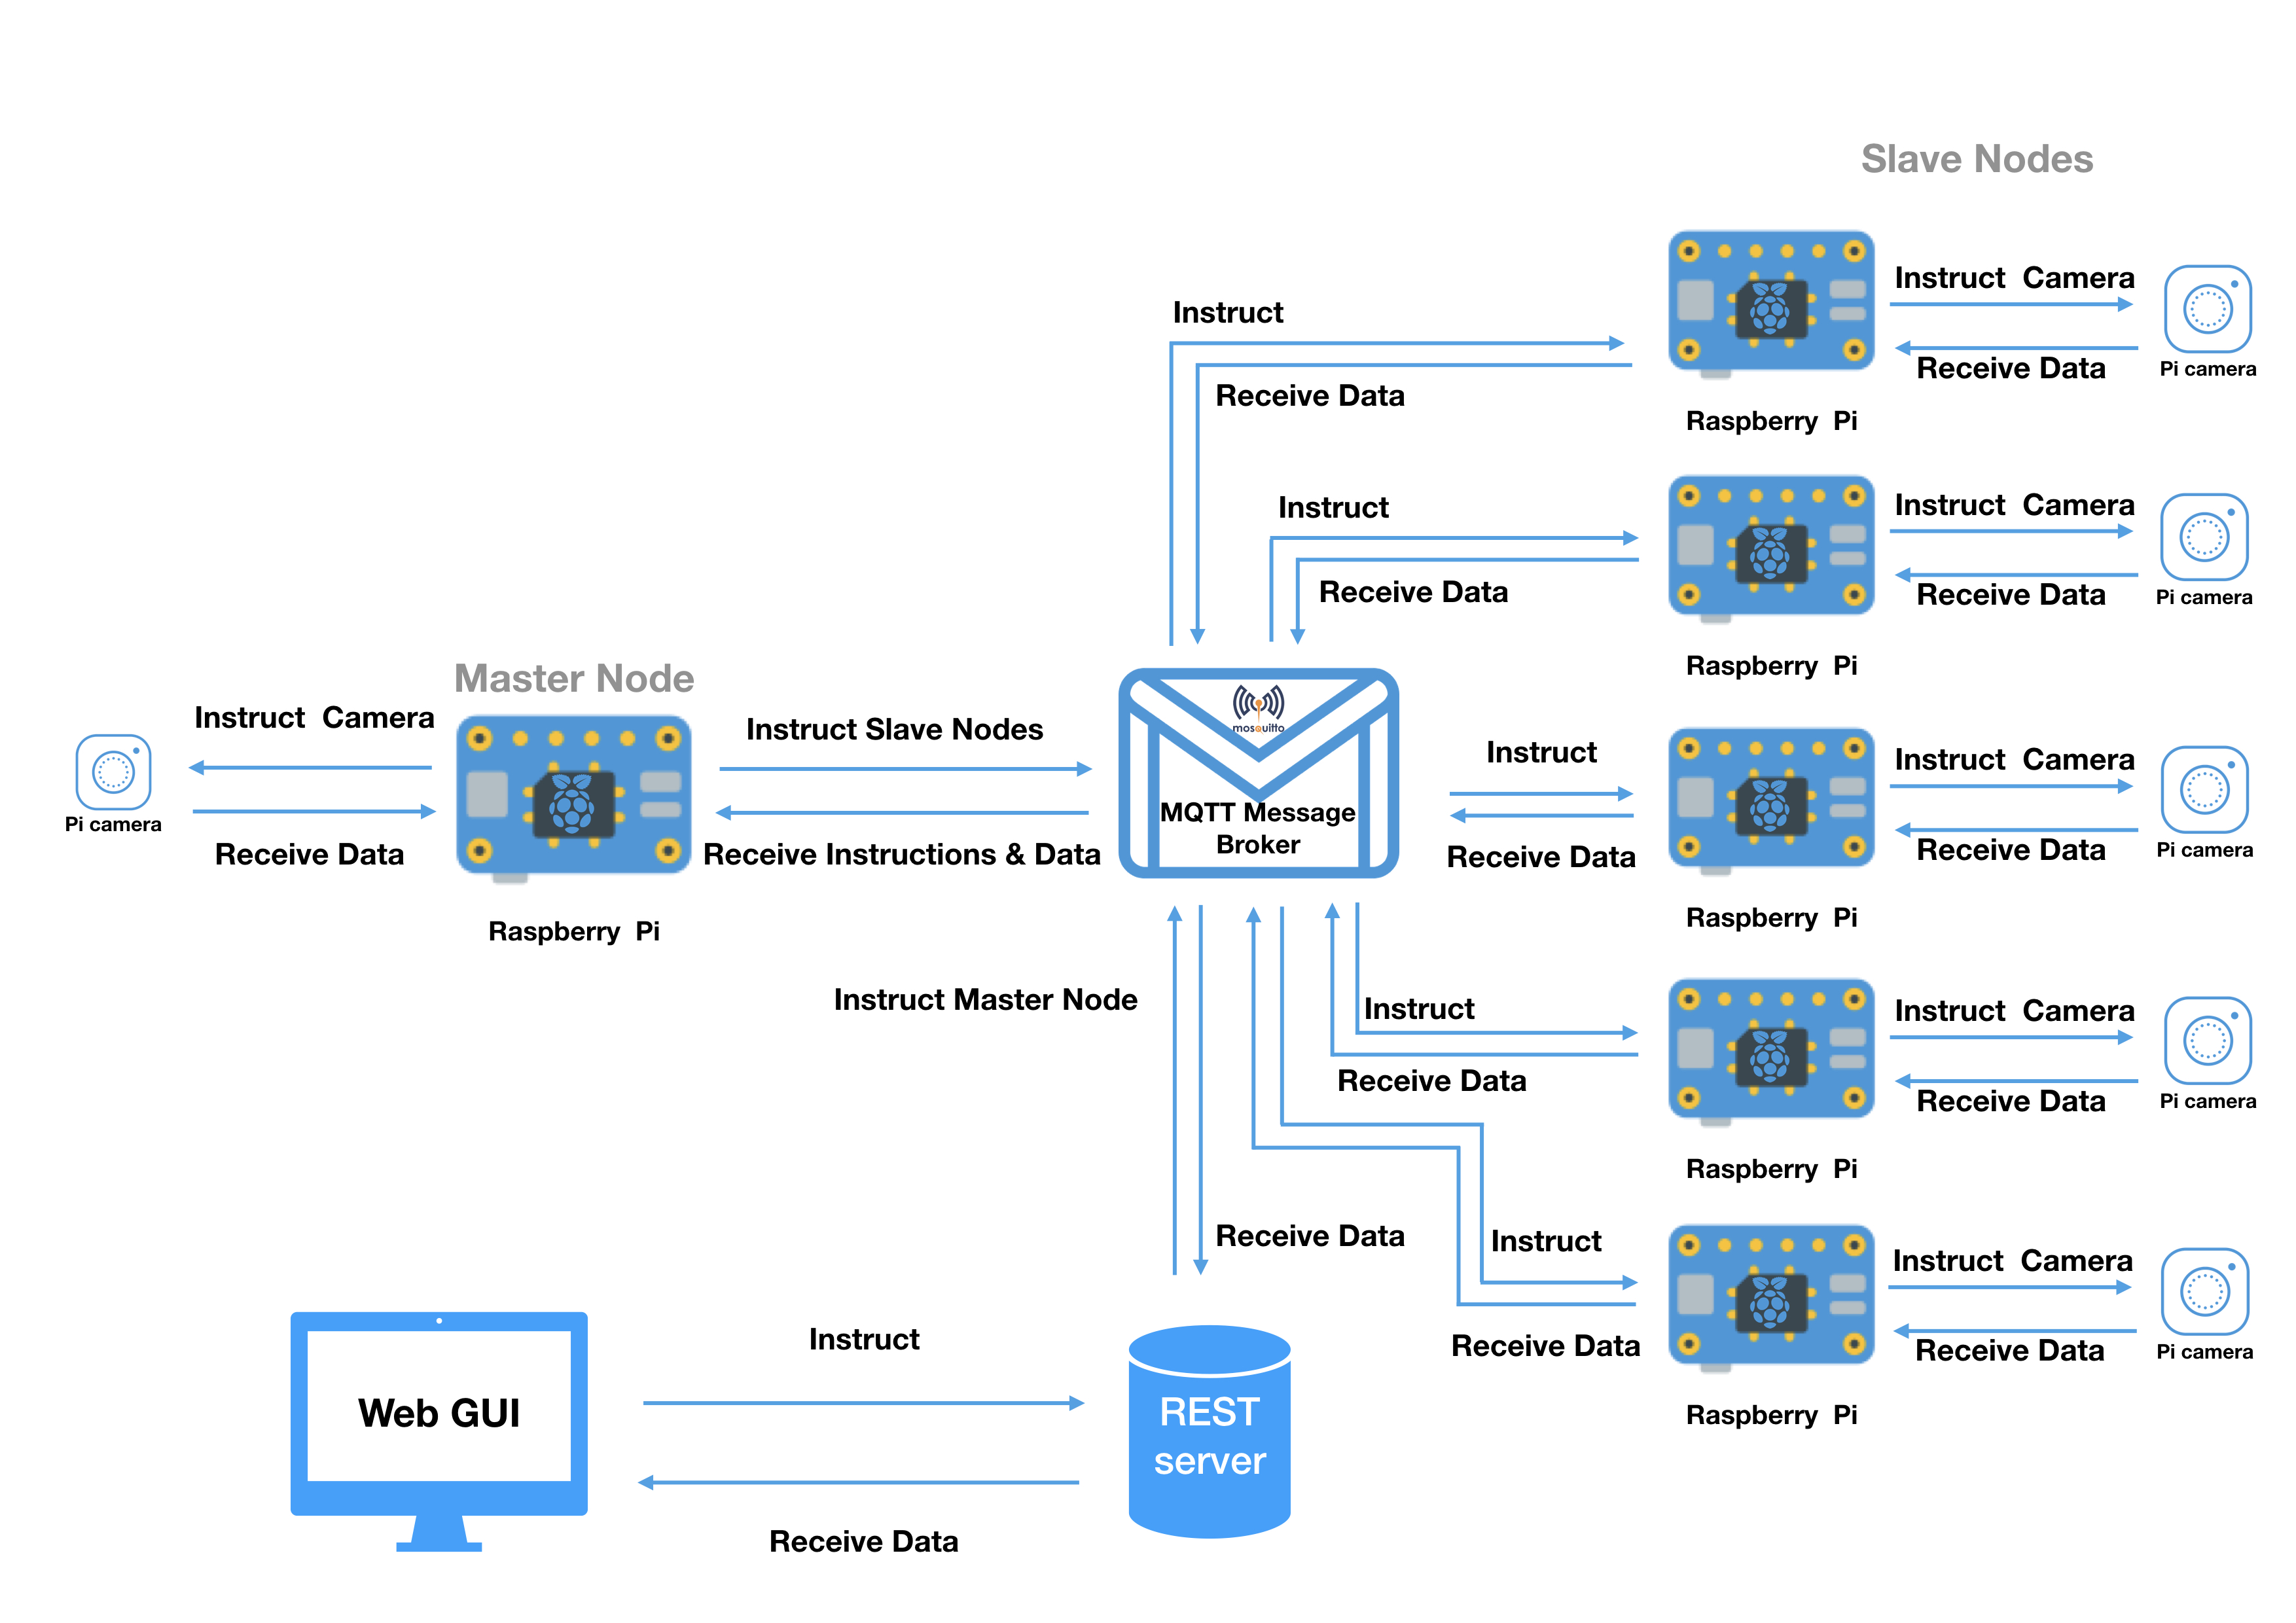 Slave Nodes
Instruct Camera
Receive Data
Pi camera
Raspberry Pi
Instruct
Receive Data
Instruct Camera
Receive Data
Pi camera
Raspberry Pi
Instruct
Receive Data
Master Node
Instruct Camera
Receive Data
Pi camera
Raspberry Pi
Instruct Slave Nodes
Receive Instructions & Data
mosquitto
MQTT Message
Broker
Instruct
Receive Data
Instruct Camera
Receive Data
Pi camera
Raspberry Pi
Instruct Master Node
Receive Data
Instruct
Receive Data
Instruct Camera
Receive Data
Pi camera
Raspberry Pi
Instruct
Receive Data
Instruct Camera
Receive Data
Pi camera
Raspberry Pi
Web GUI
Instruct
Receive Data
REST
server